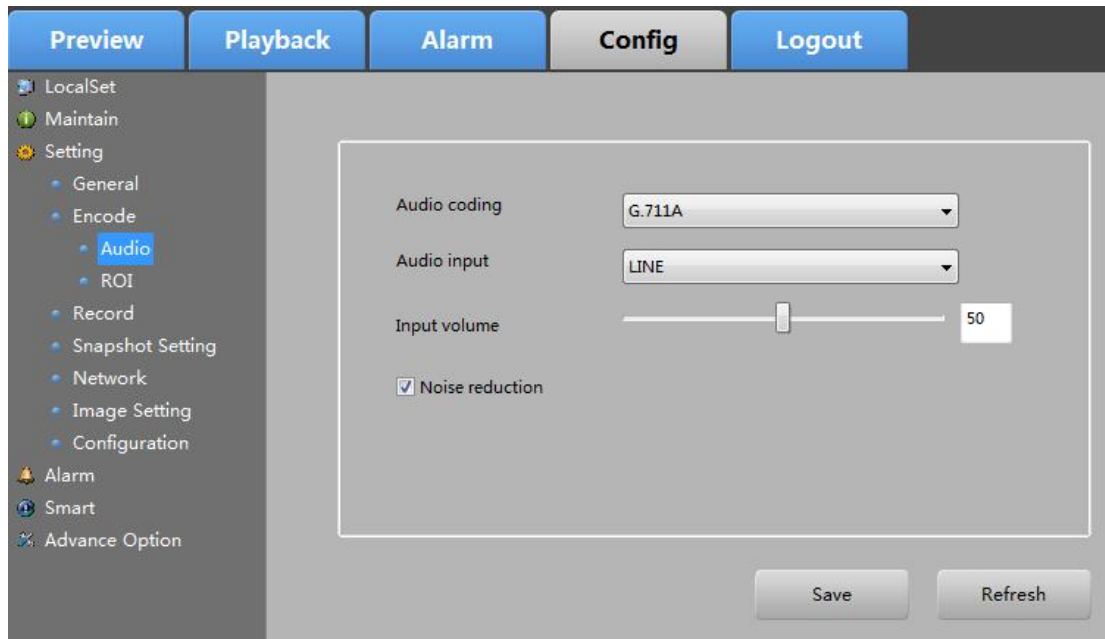 Preview Playback Alarm Config Logout
LocalSet
Maintain
Setting
General
Encode
Audio
ROI
Record
Snapshot Setting
Network
Image Setting
Configuration
Alarm
Smart
Advance Option
Audio coding G.711A
Audio input LINE
Input volume 50
Noise reduction
Save Refresh